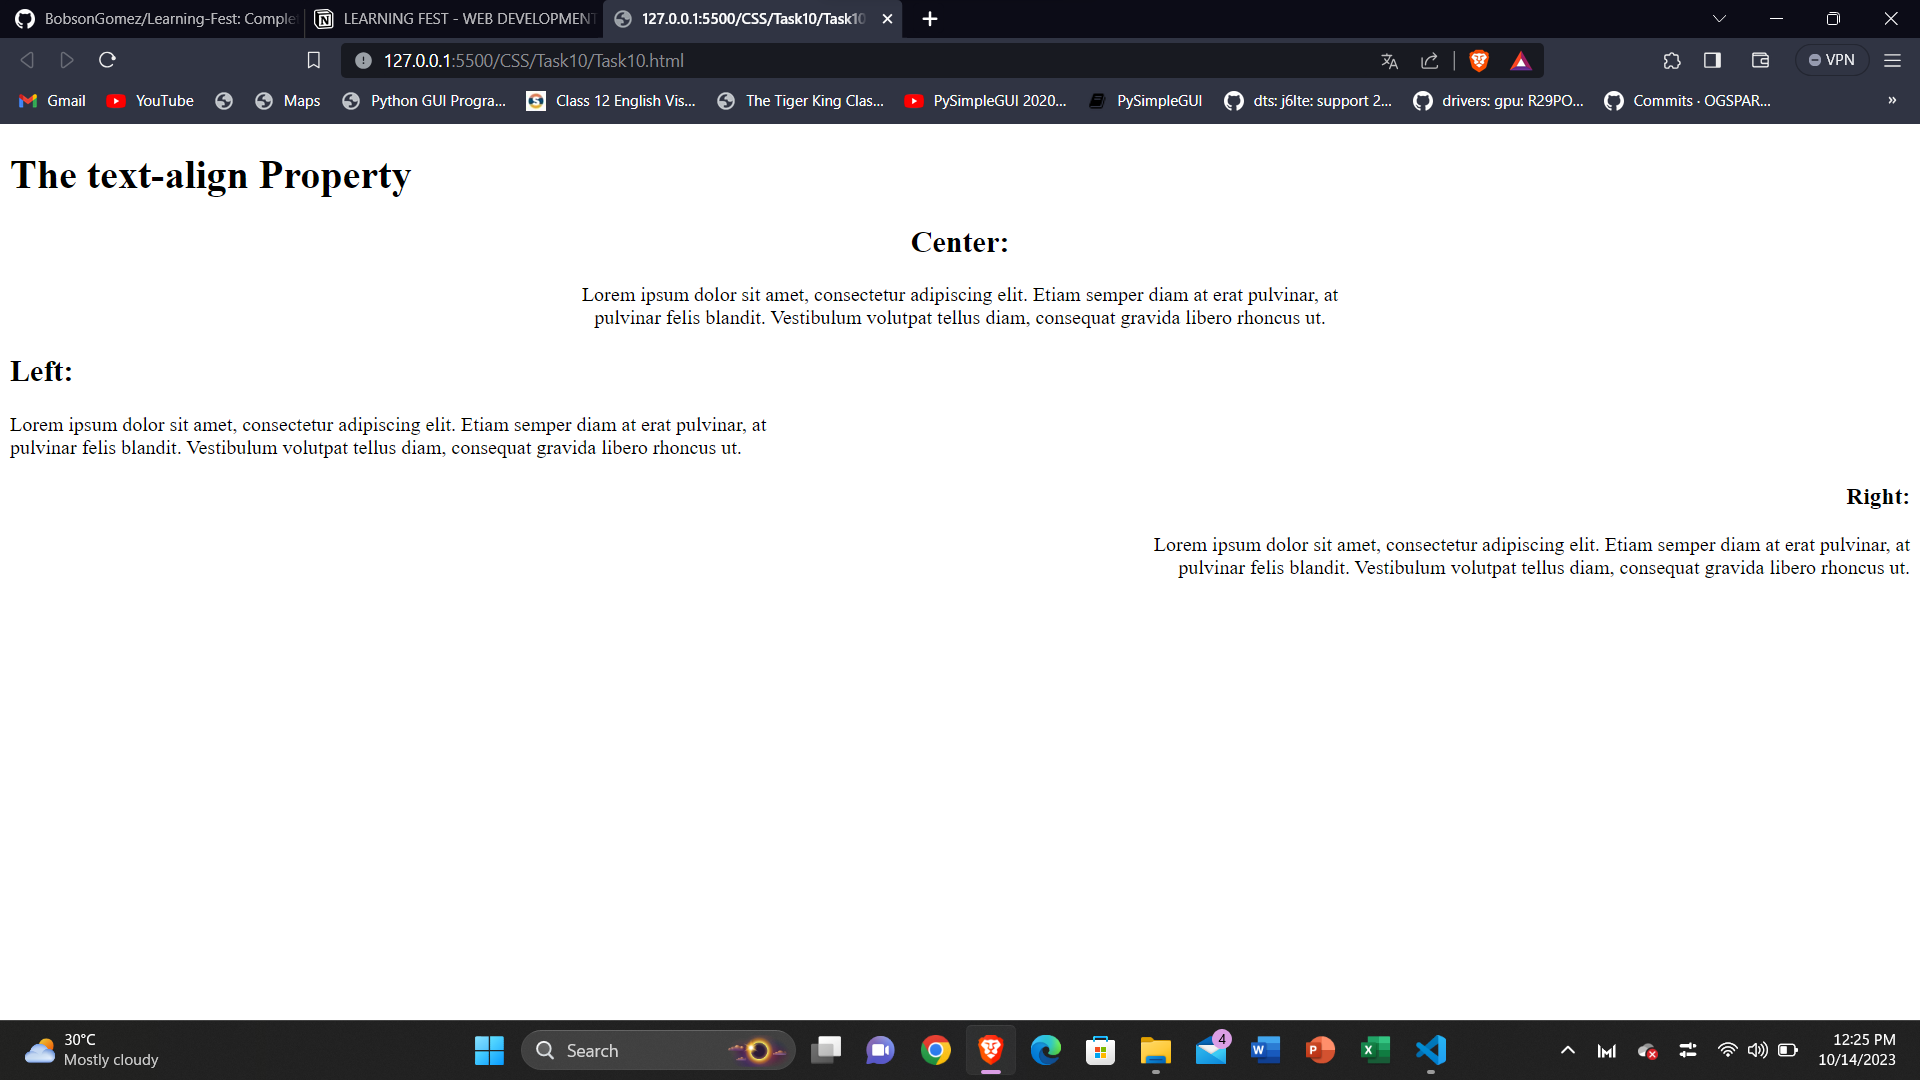 BobsonGomez/Learning-Fest: Comple
LEARNING FEST - WEB DEVELOPMENT
127.0.0.1:5500/CSS/Task10/Task10
127.0.0.1:5500/CSS/Task10/Task10.html
VPN
Gmail
YouTube
Maps
Python GUI Progra...
Class 12 English Vis...
The Tiger King Clas...
PySimpleGUI 2020...
PySimpleGUI
dts: j6lte: support 2...
drivers: gpu: R29PO...
Commits · OGSPAR...
»
The text-align Property
Center:
Lorem ipsum dolor sit amet, consectetur adipiscing elit. Etiam semper diam at erat pulvinar, at
pulvinar felis blandit. Vestibulum volutpat tellus diam, consequat gravida libero rhoncus ut.
Left:
Lorem ipsum dolor sit amet, consectetur adipiscing elit. Etiam semper diam at erat pulvinar, at
pulvinar felis blandit. Vestibulum volutpat tellus diam, consequat gravida libero rhoncus ut.
Right:
Lorem ipsum dolor sit amet, consectetur adipiscing elit. Etiam semper diam at erat pulvinar, at
pulvinar felis blandit. Vestibulum volutpat tellus diam, consequat gravida libero rhoncus ut.
30°C
Mostly cloudy
Search
4
12:25 PM
10/14/2023